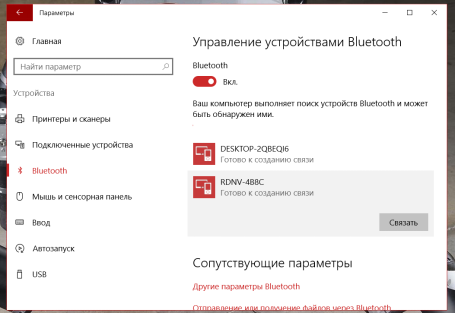 Параметры
Главная
Найти параметр
Устройства
Принтеры и сканеры
Подключенные устройства
Bluetooth
Мышь и сенсорная панель
Ввод
Автозапуск
USB
Управление устройствами Bluetooth
Bluetooth
Вкл.
Ваш компьютер выполняет поиск устройств Bluetooth и может
быть обнаружен ими.
DESKTOP-2QBEQI6
Готово к созданию связи
RDNV-4B8C
Готово к созданию связи
Связать
Сопутствующие параметры
Другие параметры Bluetooth
Отправление или получение файлов через Bluetooth